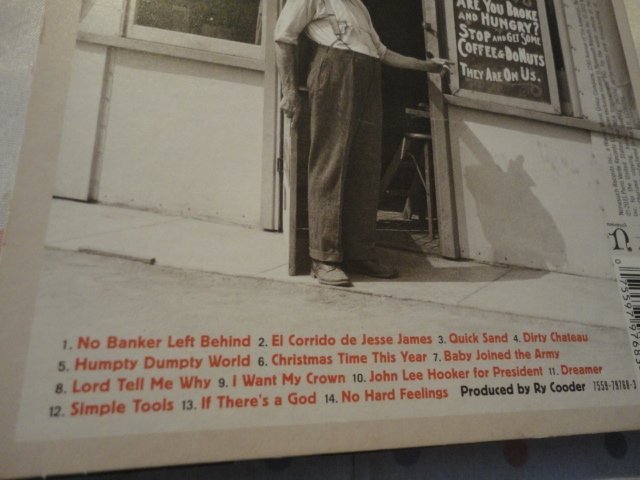 ARE YOU BROKE
AND HUNGRY?
STOP AND GET SOME
COFFEE & DONUTS
THEY ARE ON US.
nonesuch
n.
1. No Banker Left Behind 2. El Corrido de Jesse James 3. Quick Sand 4. Dirty Chateau
5. Humpty Dumpty World 6. Christmas Time This Year 7. Baby Joined the Army
8. Lord Tell Me Why 9. I Want My Crown 10. John Lee Hooker for President 11. Dreamer
12. Simple Tools 13. If There's a God 14. No Hard Feelings Produced by Ry Cooder 7559-79768-3